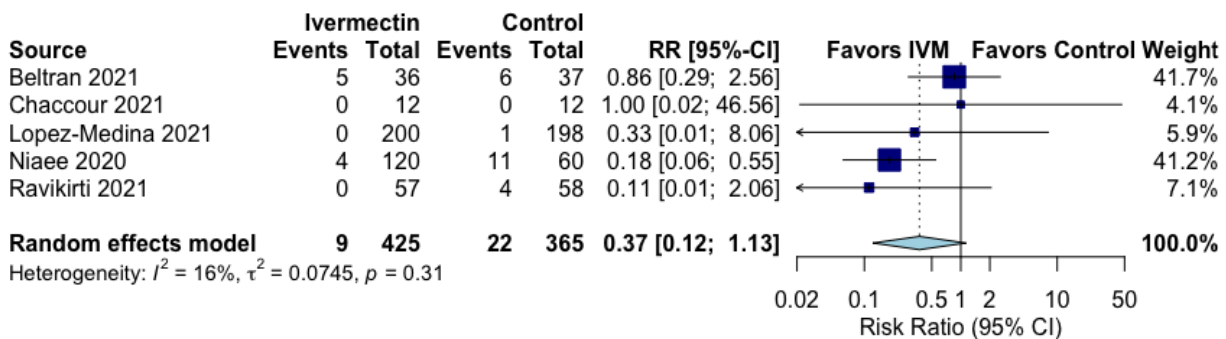 Ivermectin Control
Source Events Total Events Total RR [95%-CI] Favors IVM Favors Control Weight
Beltran 2021 5 36 6 37 0.86 [0.29; 2.56] 41.7%
Chaccour 2021 0 12 0 12 1.00 [0.02; 46.56] 4.1%
Lopez-Medina 2021 0 200 1 198 0.33 [0.01; 8.06] 5.9%
Niaee 2020 4 120 11 60 0.18 [0.06; 0.55] 41.2%
Ravikirti 2021 0 57 4 58 0.11 [0.01; 2.06] 7.1%
Random effects model 9 425 22 365 0.37 [0.12; 1.13] 100.0%
Heterogeneity: I² = 16%, τ² = 0.0745, p = 0.31
0.02 0.1 0.5 1 2 10 50
Risk Ratio (95% CI)